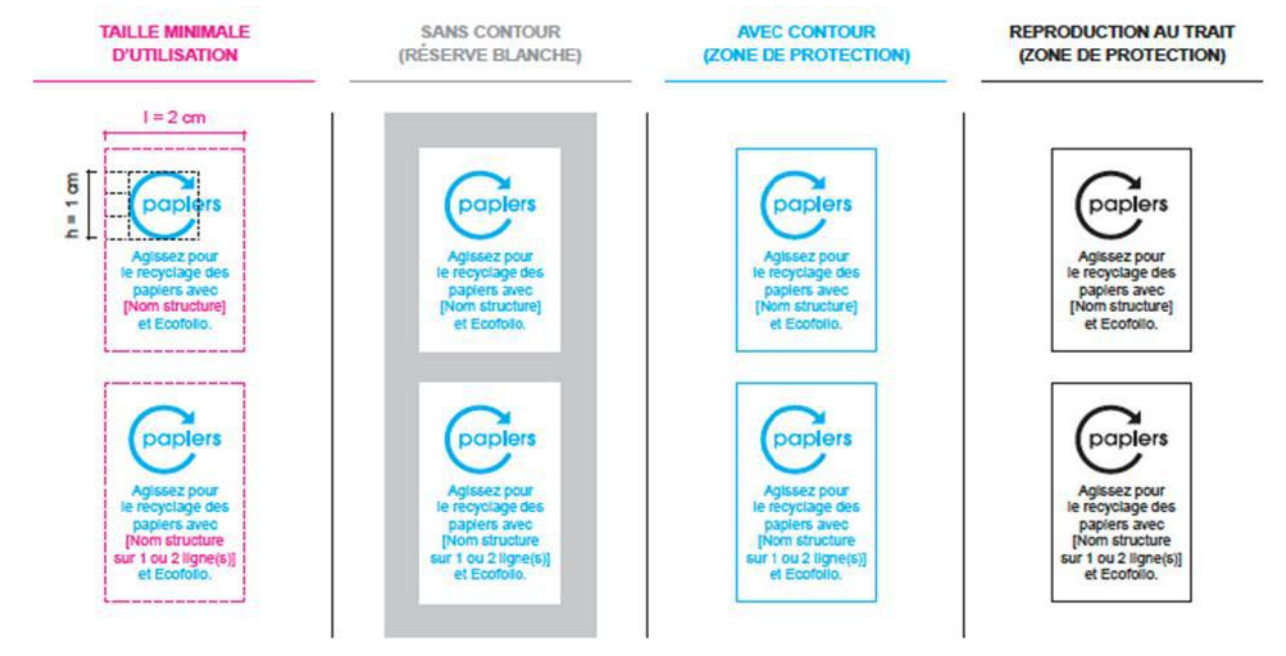 TAILLE MINIMALE
D'UTILISATION
SANS CONTOUR
(RÉSERVE BLANCHE)
AVEC CONTOUR
(ZONE DE PROTECTION)
REPRODUCTION AU TRAIT
(ZONE DE PROTECTION)
l = 2 cm
h = 1 cm
papiers
Agissez pour
le recyclage des
papiers avec
[Nom structure]
et Ecofolio.
papiers
Agissez pour
le recyclage des
papiers avec
[Nom structure]
et Ecofolio.
papiers
Agissez pour
le recyclage des
papiers avec
[Nom structure]
et Ecofolio.
papiers
Agissez pour
le recyclage des
papiers avec
[Nom structure]
et Ecofolio.
papiers
Agissez pour
le recyclage des
papiers avec
[Nom structure
sur 1 ou 2 ligne(s)]
et Ecofolio.
papiers
Agissez pour
le recyclage des
papiers avec
[Nom structure
sur 1 ou 2 ligne(s)]
et Ecofolio.
papiers
Agissez pour
le recyclage des
papiers avec
[Nom structure
sur 1 ou 2 ligne(s)]
et Ecofolio.
papiers
Agissez pour
le recyclage des
papiers avec
[Nom structure
sur 1 ou 2 ligne(s)]
et Ecofolio.